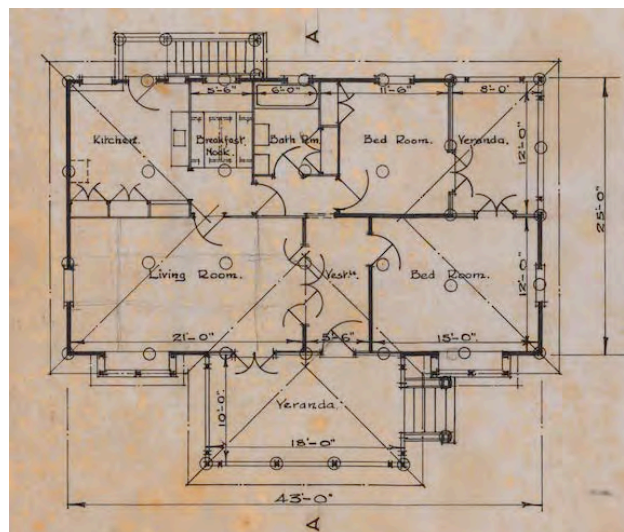 A
5'-6"
6'-0"
11'-6"
8'-0"
Kitchen.
Breakfast
Nook.
Bath Rm.
Bed Room.
Veranda.
12'-0"
25'-0"
Living Room.
Vest.
Bed Room.
12'-0"
21'-0"
5'-6"
15'-0"
10'-0"
Veranda.
18'-0"
43'-0"
A